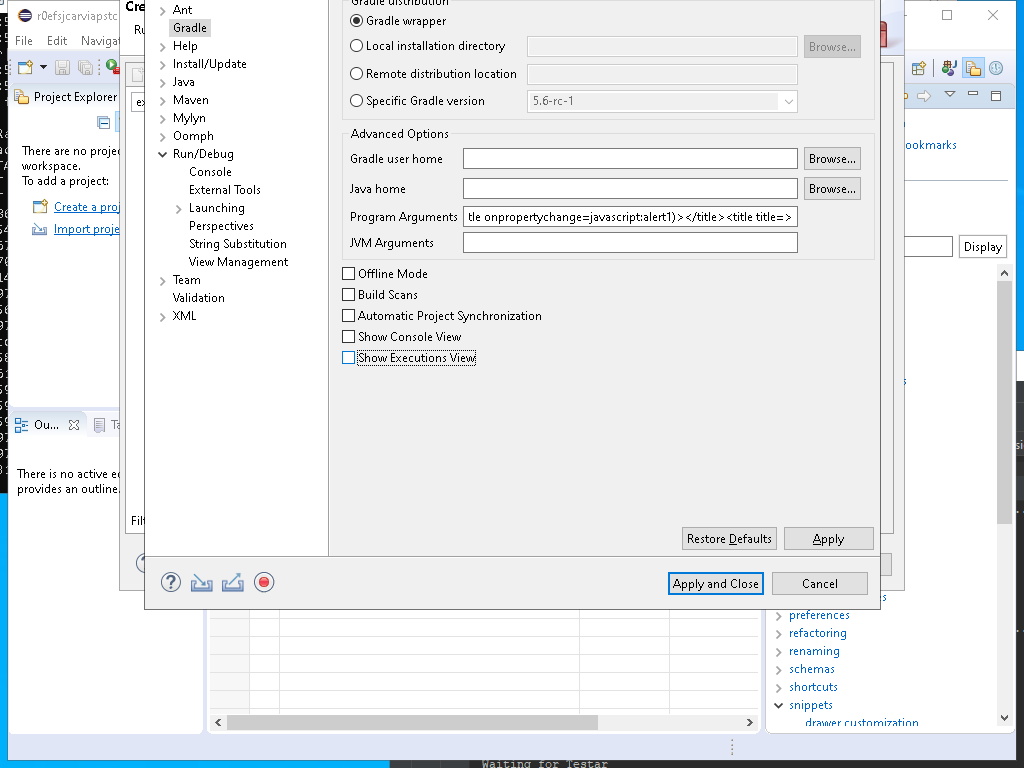 r0efsjcarviapstc
Cre
File Edit Navigat
Ru
Project Explorer
ex
There are no projec
workspace.
To add a project:
Create a proj
Import proje
Ou...
Ta
There is no active ed
provides an outline.
Filt
Ant
Gradle
Help
Install/Update
Java
Maven
Mylyn
Oomph
Run/Debug
Console
External Tools
Launching
Perspectives
String Substitution
View Management
Team
Validation
XML
Gradle distribution
Gradle wrapper
Local installation directory
Browse...
Remote distribution location
Specific Gradle version
5.6-rc-1
Advanced Options
Gradle user home
Browse...
Java home
Browse...
Program Arguments
tle onpropertychange=javascript:alert1)></title><title title=>
JVM Arguments
Offline Mode
Build Scans
Automatic Project Synchronization
Show Console View
Show Executions View
Restore Defaults
Apply
Apply and Close
Cancel
ookmarks
Display
preferences
refactoring
renaming
schemas
shortcuts
snippets
drawer customization
Waiting for Testar